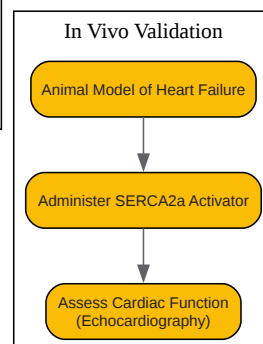 In Vivo Validation
Animal Model of Heart Failure
Administer SERCA2a Activator
Assess Cardiac Function
(Echocardiography)